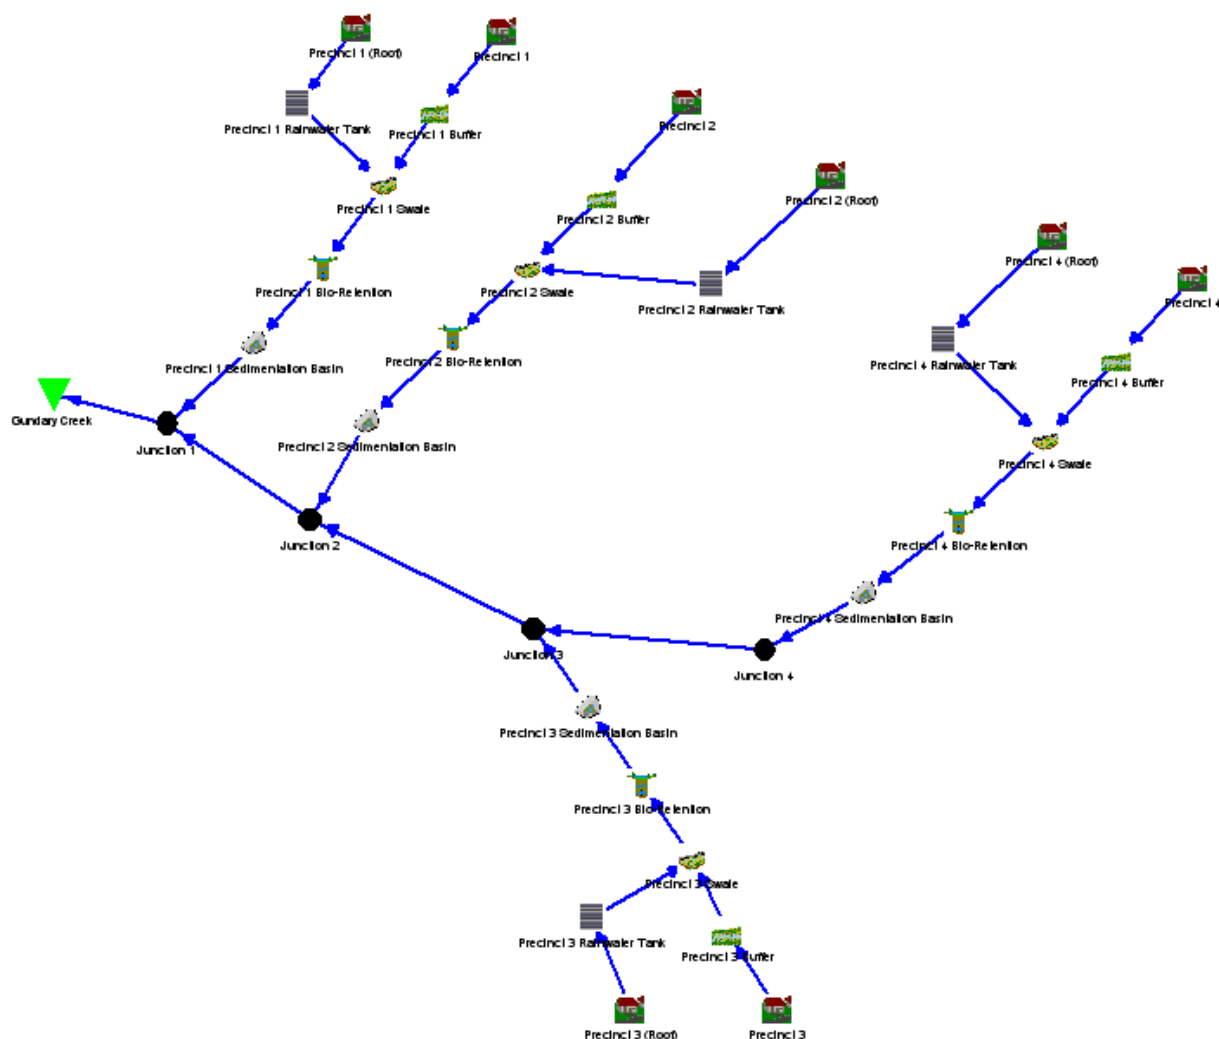 Precinct 1 (Roof)
Precinct 1
Precinct 1 Rainwater Tank
Precinct 1 Buffer
Precinct 2
Precinct 1 Swale
Precinct 2 (Roof)
Precinct 2 Buffer
Precinct 4 (Roof)
Precinct 1 Bio-Retention
Precinct 2 Swale
Precinct 2 Rainwater Tank
Precinct 4
Precinct 1 Sedimentation Basin
Precinct 2 Bio-Retention
Precinct 4 Rainwater Tank
Precinct 4 Buffer
Gundary Creek
Junction 1
Precinct 2 Sedimentation Basin
Precinct 4 Swale
Junction 2
Precinct 4 Bio-Retention
Precinct 4 Sedimentation Basin
Junction 3
Junction 4
Precinct 3 Sedimentation Basin
Precinct 3 Bio-Retention
Precinct 3 Swale
Precinct 3 Rainwater Tank
Precinct 3 Buffer
Precinct 3 (Roof)
Precinct 3